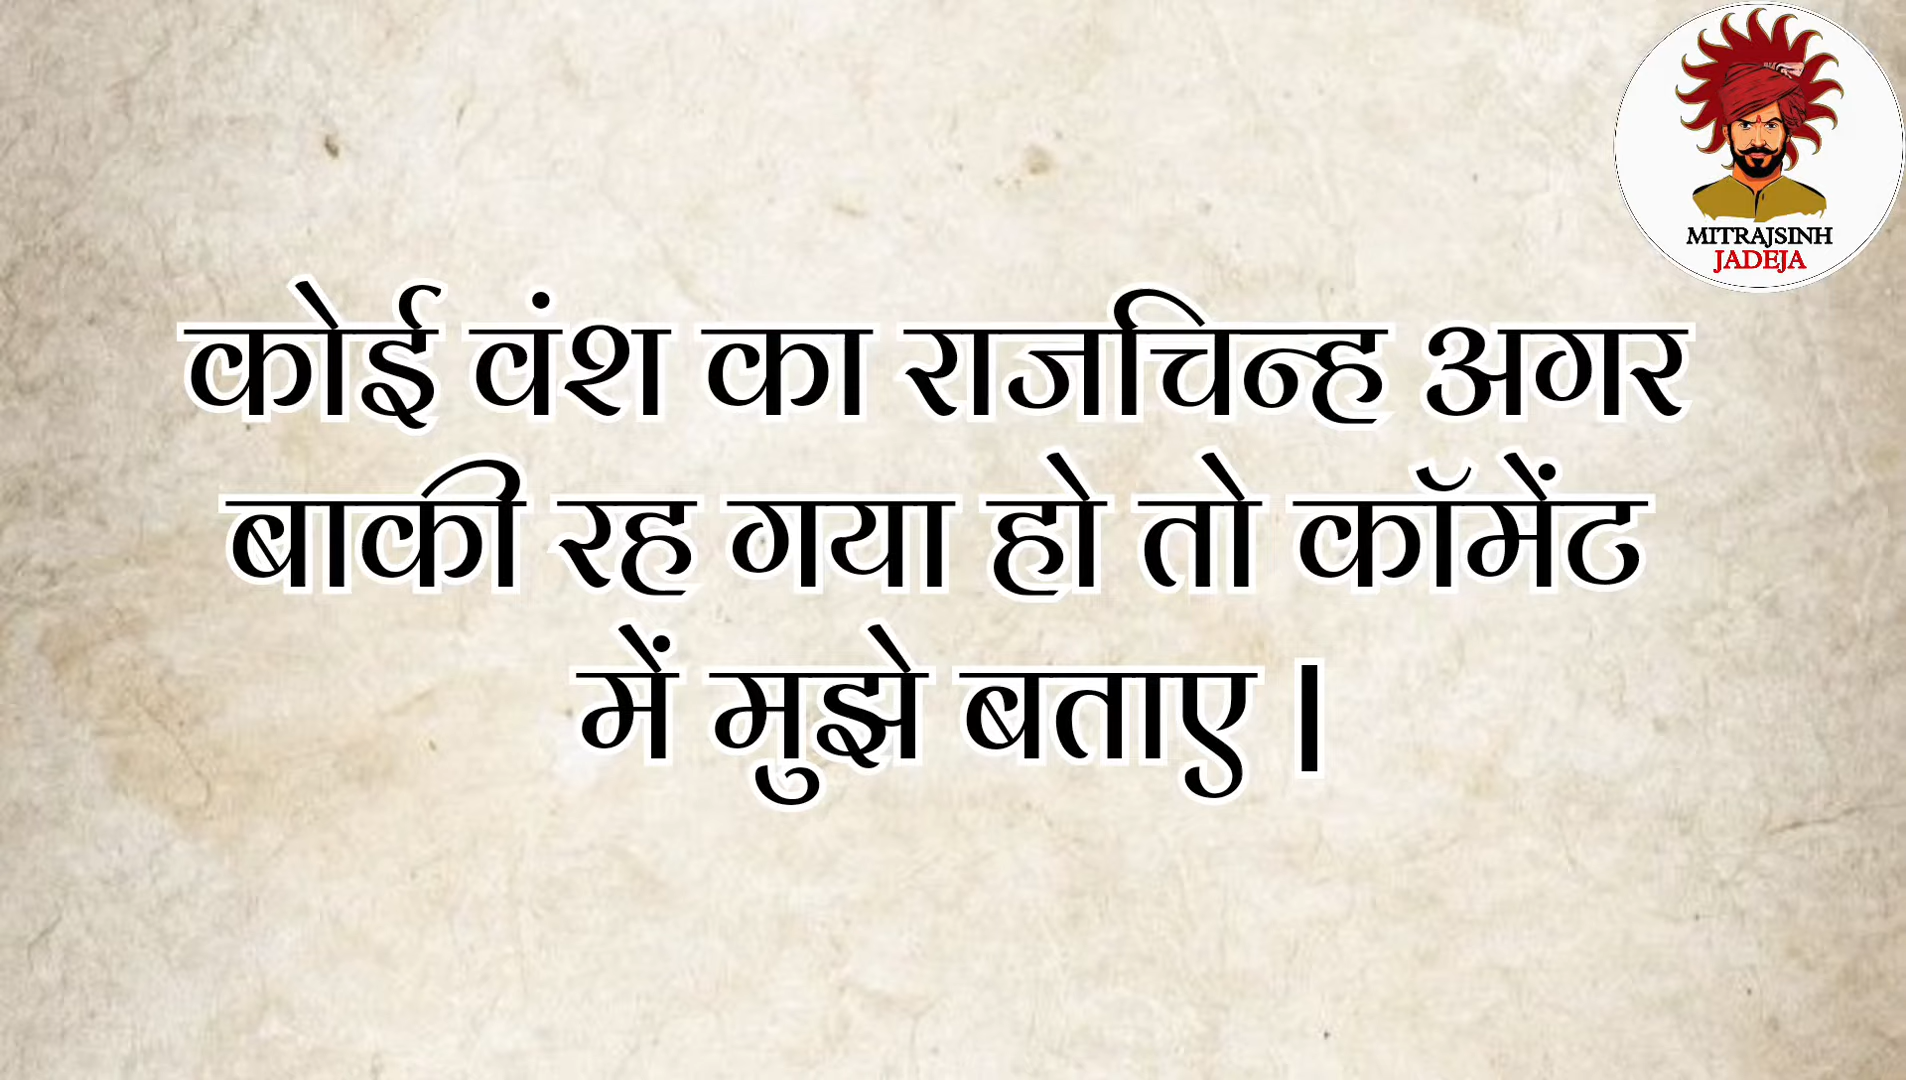 MITRAJSINH
JADEJA
कोई वंश का राजचिन्ह अगर
बाकी रह गया हो तो कॉमेंट
में मुझे बताए ।